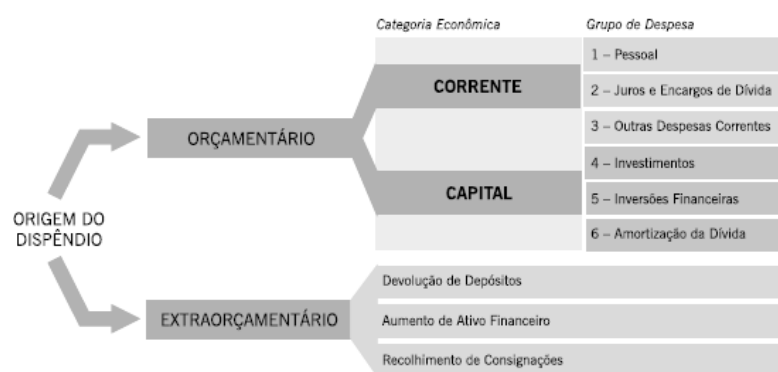 Categoria Econômica
Grupo de Despesa
1 – Pessoal
CORRENTE
2 – Juros e Encargos de Dívida
ORÇAMENTÁRIO
3 – Outras Despesas Correntes
4 – Investimentos
CAPITAL
5 – Inversões Financeiras
6 – Amortização da Dívida
ORIGEM DO
DISPÊNDIO
Devolução de Depósitos
EXTRAORÇAMENTÁRIO
Aumento de Ativo Financeiro
Recolhimento de Consignações